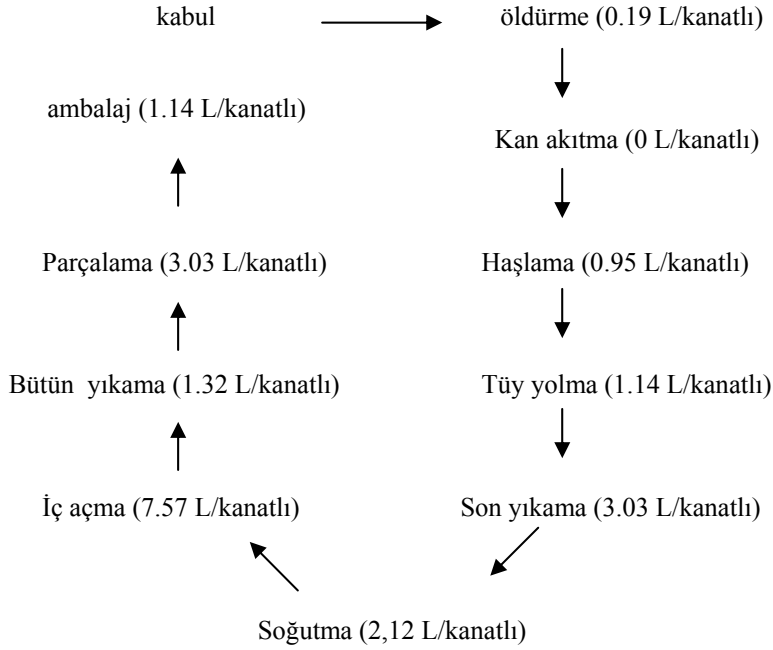 kabul
öldürme (0.19 L/kanatlı)
Kan akıtma (0 L/kanatlı)
Haşlama (0.95 L/kanatlı)
Tüy yolma (1.14 L/kanatlı)
Son yıkama (3.03 L/kanatlı)
Soğutma (2,12 L/kanatlı)
İç açma (7.57 L/kanatlı)
Bütün yıkama (1.32 L/kanatlı)
Parçalama (3.03 L/kanatlı)
ambalaj (1.14 L/kanatlı)